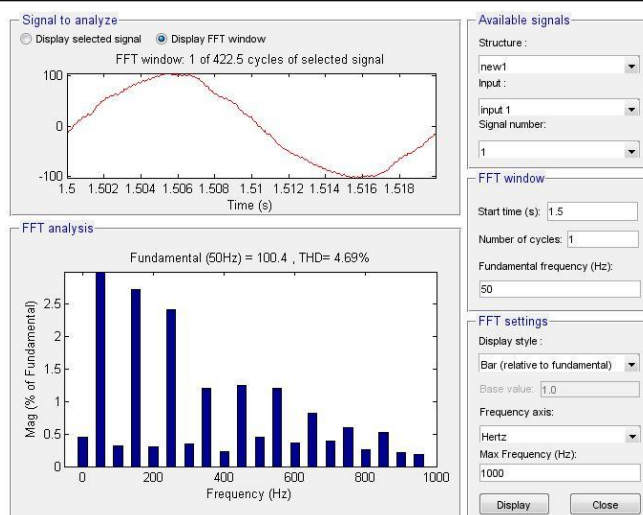 Signal to analyze
Display selected signal Display FFT window
FFT window: 1 of 422.5 cycles of selected signal
100
0
-100
1.5 1.502 1.504 1.506 1.508 1.51 1.512 1.514 1.516 1.518
Time (s)
FFT analysis
Fundamental (50Hz) = 100.4 , THD= 4.69%
2.5
2
1.5
1
0.5
0
Mag (% of Fundamental)
0 200 400 600 800 1000
Frequency (Hz)
Available signals
Structure :
new1
Input :
input 1
Signal number:
1
FFT window
Start time (s): 1.5
Number of cycles: 1
Fundamental frequency (Hz):
50
FFT settings
Display style :
Bar (relative to fundamental)
Base value: 1.0
Frequency axis:
Hertz
Max Frequency (Hz):
1000
Display Close